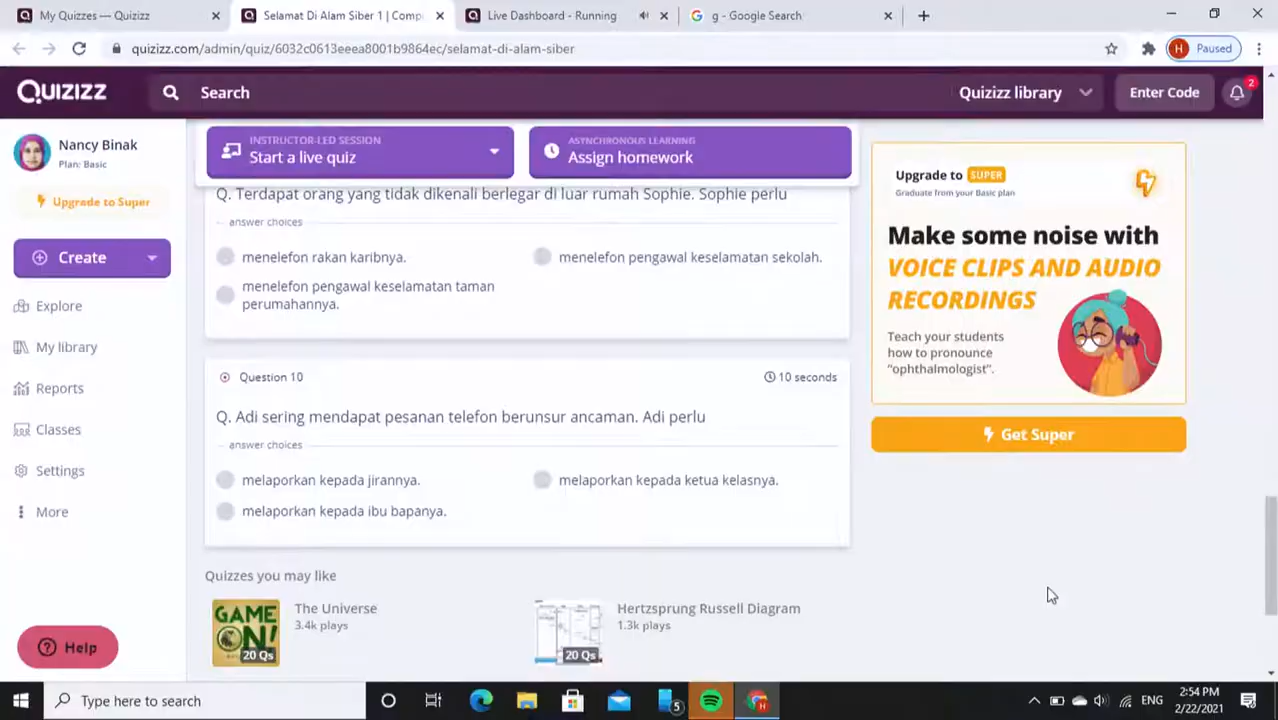 My Quizzes — Quizizz
Selamat Di Alam Siber 1 | Comp
Live Dashboard - Running
g - Google Search
quizizz.com/admin/quiz/6032c0613eeea8001b9864ec/selamat-di-alam-siber
H Paused
QUIZIZZ
Search
Quizizz library
Enter Code
2
Nancy Binak
Plan: Basic
Upgrade to Super
Create
Explore
My library
Reports
Classes
Settings
More
Help
INSTRUCTOR-LED SESSION
Start a live quiz
ASYNCHRONOUS LEARNING
Assign homework
Q. Terdapat orang yang tidak dikenali berlegar di luar rumah Sophie. Sophie perlu
answer choices
menelefon rakan karibnya.
menelefon pengawal keselamatan sekolah.
menelefon pengawal keselamatan taman
perumahannya.
Question 10
10 seconds
Q. Adi sering mendapat pesanan telefon berunsur ancaman. Adi perlu
answer choices
melaporkan kepada jirannya.
melaporkan kepada ketua kelasnya.
melaporkan kepada ibu bapanya.
Quizzes you may like
GAME
ON!
20 Qs
The Universe
3.4k plays
20 Qs
Hertzsprung Russell Diagram
1.3k plays
Upgrade to SUPER
Graduate from your Basic plan
Make some noise with
VOICE CLIPS AND AUDIO
RECORDINGS
Teach your students
how to pronounce
“ophthalmologist”.
Get Super
Type here to search
5
H
ENG
2:54 PM
2/22/2021